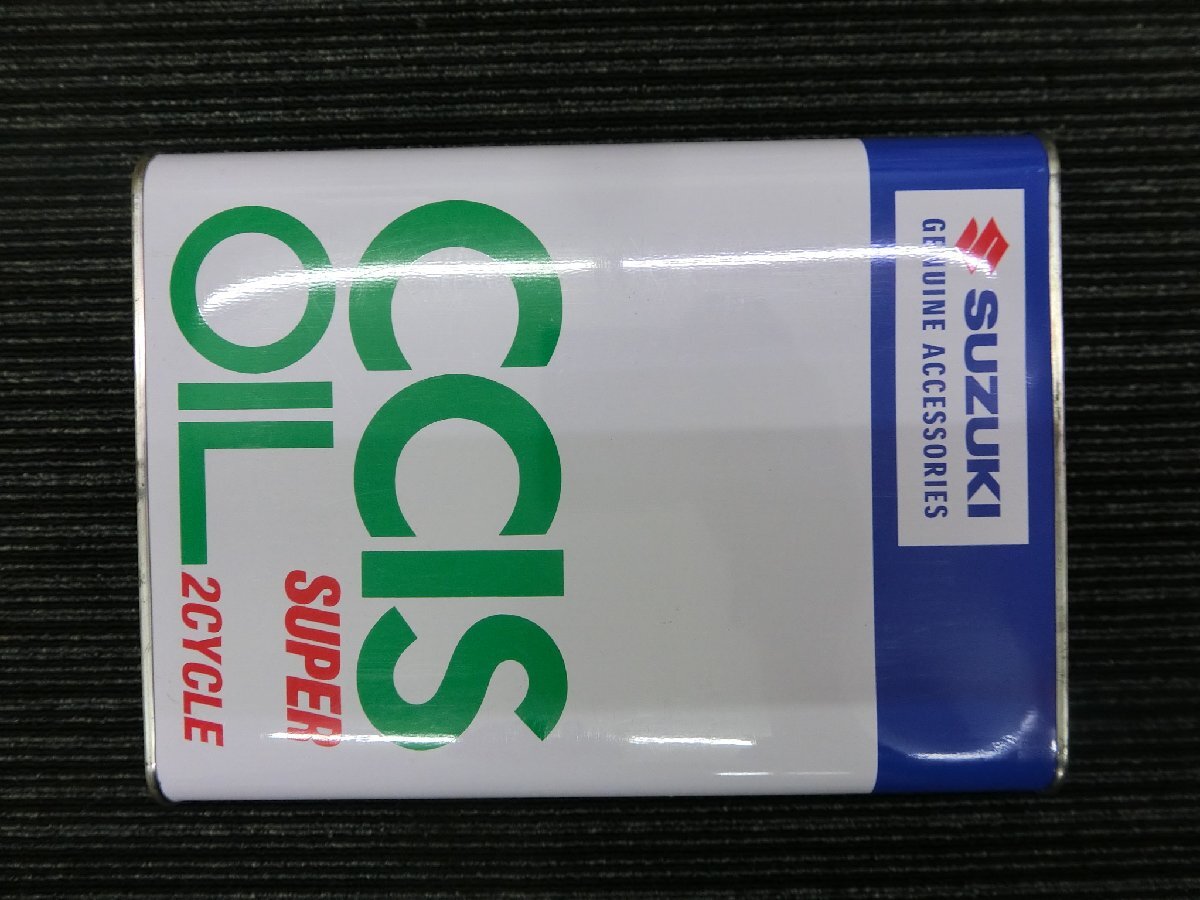 SUZUKI
GENUINE ACCESSORIES
CCIS
SUPER
OIL 2CYCLE